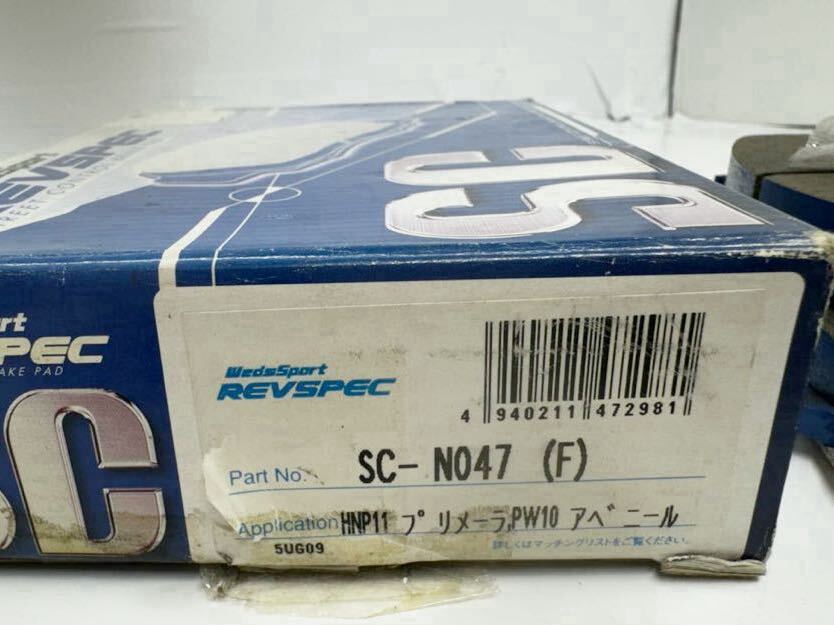 REVSPEC
SC
rt
PEC
AKE PAD
SC
WedsSport
REVSPEC
4 940211 472981
Part No. SC- N047 (F)
Application HNP11 プリメーラ,PW10 アベニール
5UG09 詳しくはマッチングリストをご覧ください。